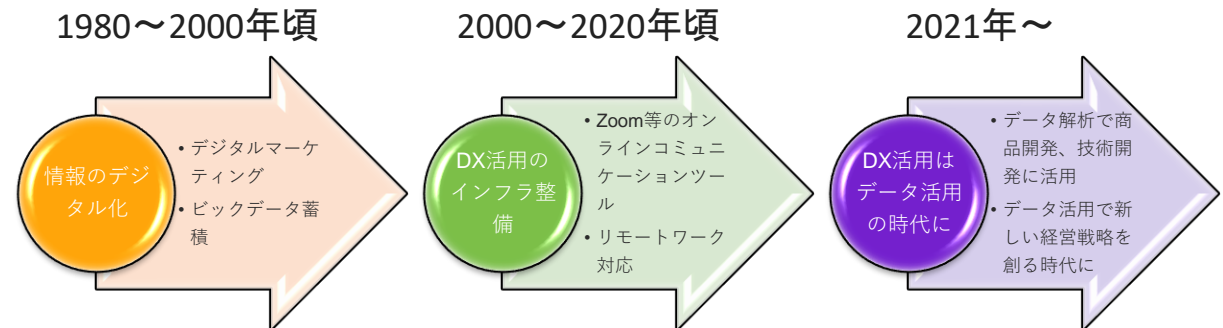 1980～2000年頃
情報のデジ
タル化
• デジタルマーケ
ティング
• ビックデータ蓄
積
2000～2020年頃
DX活用の
インフラ整
備
• Zoom等のオン
ラインコミュニ
ケーションツー
ル
• リモートワーク
対応
2021年～
DX活用は
データ活用
の時代に
• データ解析で商
品開発、技術開
発に活用
• データ活用で新
しい経営戦略を
創る時代に